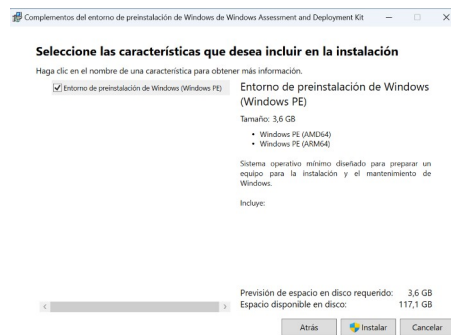 Complementos del entorno de preinstalación de Windows de Windows Assessment and Deployment Kit
Seleccione las características que desea incluir en la instalación
Haga clic en el nombre de una característica para obtener más información.
Entorno de preinstalación de Windows (Windows PE)
Entorno de preinstalación de Windows
(Windows PE)
Tamaño: 3,6 GB
• Windows PE (AMD64)
• Windows PE (ARM64)
Sistema operativo mínimo diseñado para preparar un
equipo para la instalación y el mantenimiento de
Windows.
Incluye:
Previsión de espacio en disco requerido: 3,6 GB
Espacio disponible en disco: 117,1 GB
Atrás Instalar Cancelar